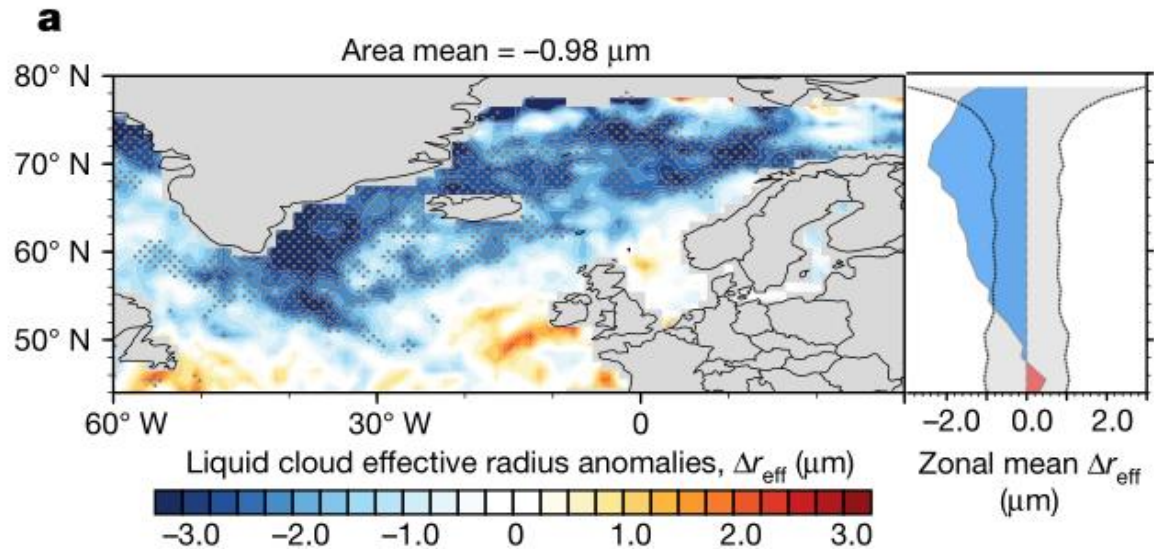 a
Area mean = −0.98 μm
80° N
70° N
60° N
50° N
60° W 30° W 0
−2.0 0.0 2.0
Liquid cloud effective radius anomalies, Δreff (μm)
−3.0 −2.0 −1.0 0 1.0 2.0 3.0
Zonal mean Δreff
(μm)